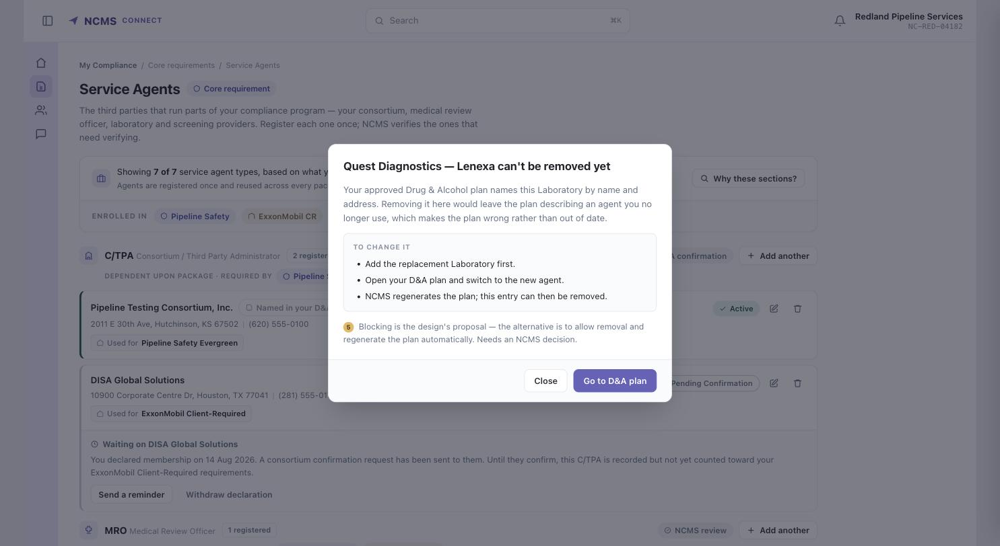 NCMS CONNECT
Search
⌘K
Redland Pipeline Services
NC-RED-04182
My Compliance / Core requirements / Service Agents
Service Agents
Core requirement
The third parties that run parts of your compliance program — your consortium, medical review
officer, laboratory and screening providers. Register each one once; NCMS verifies the ones that
need verifying.
Showing 7 of 7 service agent types, based on what y
Agents are registered once and reused across every pac
Why these sections?
ENROLLED IN
Pipeline Safety
ExxonMobil CR
C/TPA Consortium / Third Party Administrator
2 register
A confirmation
Add another
DEPENDENT UPON PACKAGE · REQUIRED BY
Pipeline S
Pipeline Testing Consortium, Inc.
Named in your D&A
Active
2011 E 30th Ave, Hutchinson, KS 67502 | (620) 555-0100
Used for Pipeline Safety Evergreen
DISA Global Solutions
Pending Confirmation
10900 Corporate Centre Dr, Houston, TX 77041 | (281) 555-01
Used for ExxonMobil Client-Required
Waiting on DISA Global Solutions
You declared membership on 14 Aug 2026. A consortium confirmation request has been sent to them. Until they confirm, this C/TPA is recorded but not yet counted toward your
ExxonMobil Client-Required requirements.
Send a reminder
Withdraw declaration
MRO Medical Review Officer
1 registered
NCMS review
Add another
Quest Diagnostics — Lenexa can't be removed yet
Your approved Drug & Alcohol plan names this Laboratory by name and
address. Removing it here would leave the plan describing an agent you no
longer use, which makes the plan wrong rather than out of date.
TO CHANGE IT
• Add the replacement Laboratory first.
• Open your D&A plan and switch to the new agent.
• NCMS regenerates the plan; this entry can then be removed.
5 Blocking is the design's proposal — the alternative is to allow removal and
regenerate the plan automatically. Needs an NCMS decision.
Close
Go to D&A plan